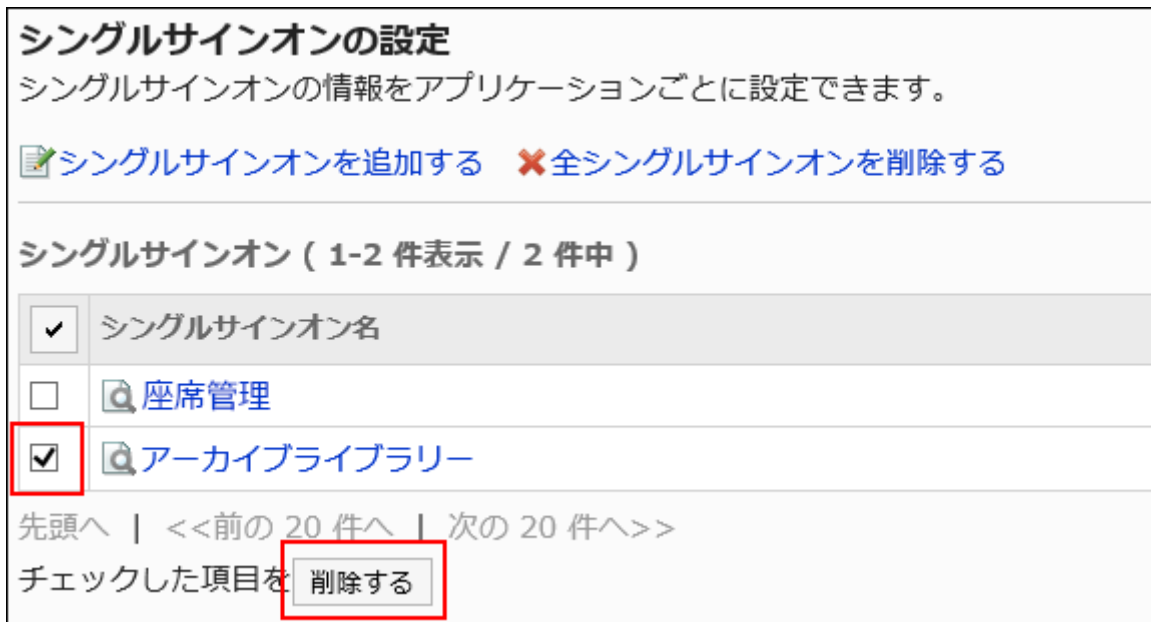 シングルサインオンの設定
シングルサインオンの情報をアプリケーションごとに設定できます。
シングルサインオンを追加する 全シングルサインオンを削除する
シングルサインオン ( 1-2 件表示 / 2 件中 )
シングルサインオン名
座席管理
アーカイブライブラリー
先頭へ | <<前の 20 件へ | 次の 20 件へ>>
チェックした項目を 削除する